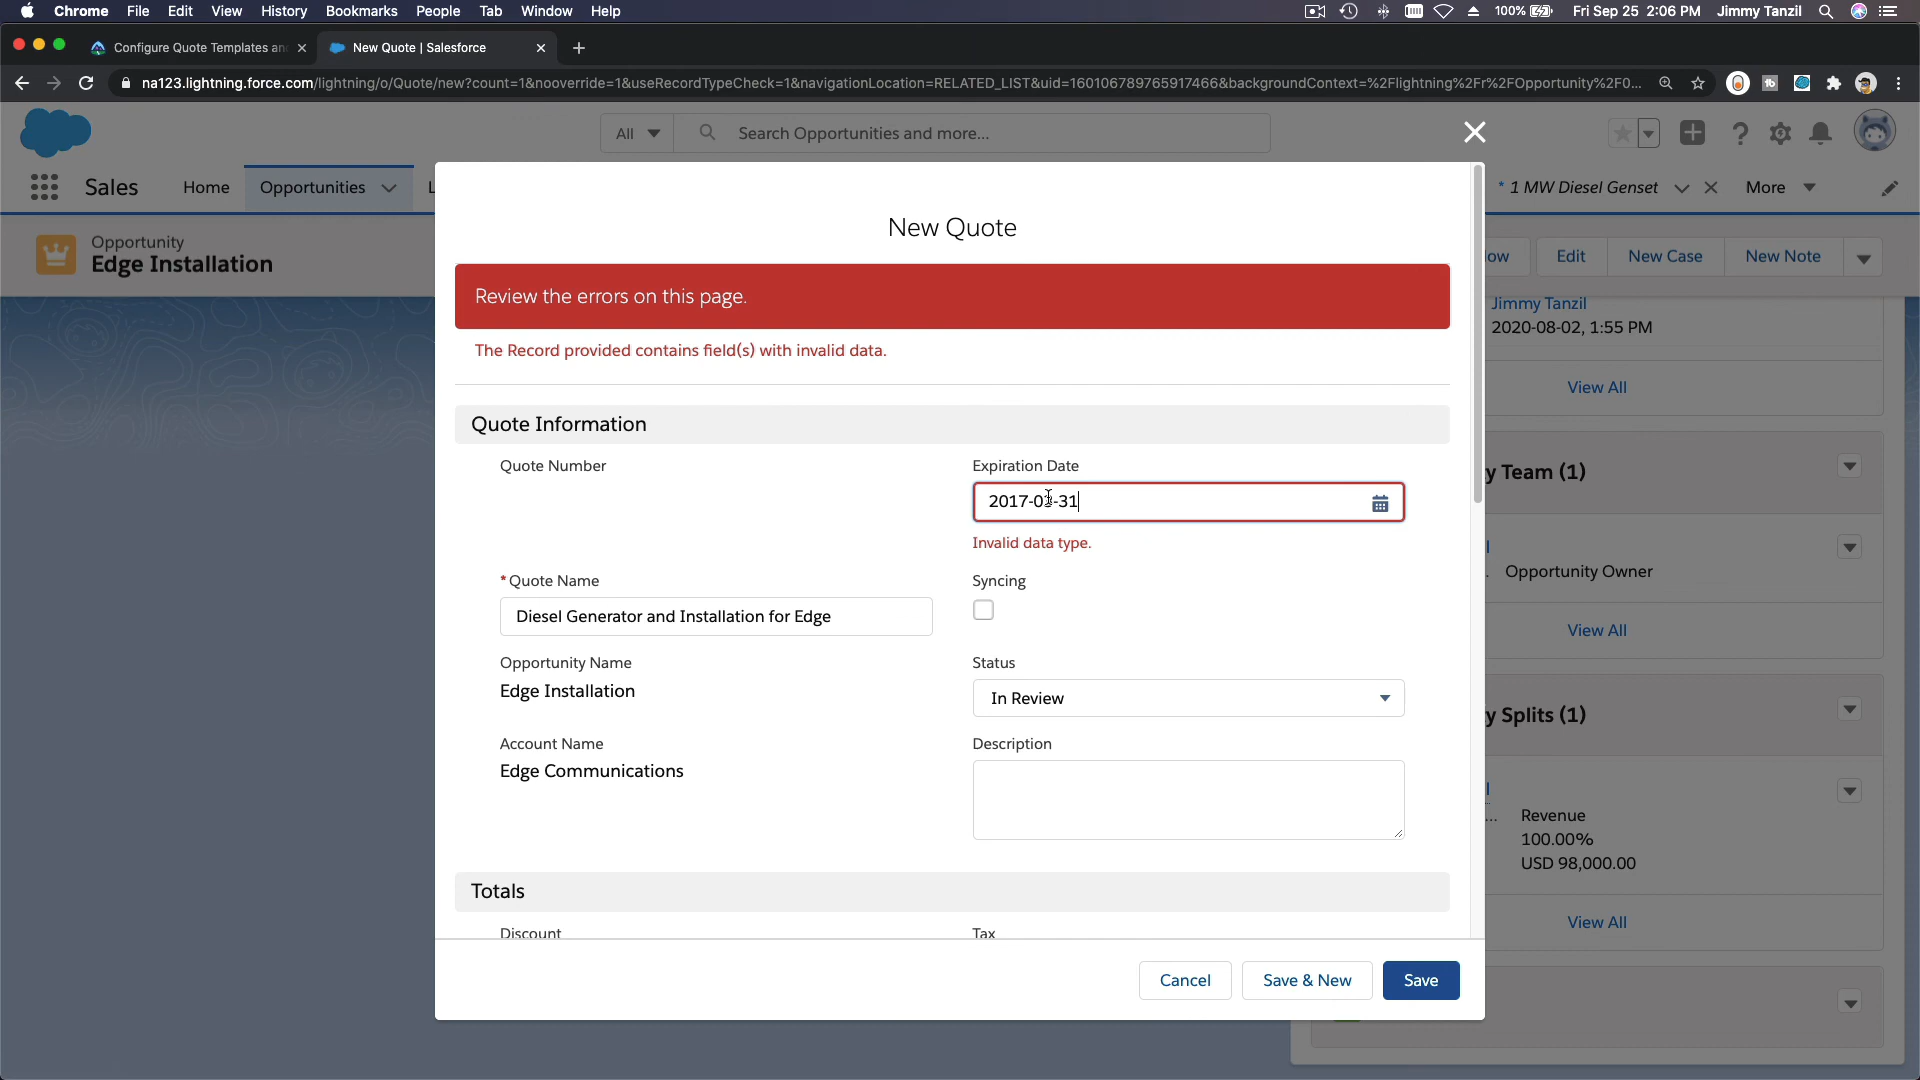 Chrome File Edit View History Bookmarks People Tab Window Help 100% Fri Sep 25 2:06 PM Jimmy Tanzil
Configure Quote Templates an New Quote | Salesforce
na123.lightning.force.com/lightning/o/Quote/new?count=1&nooverride=1&useRecordTypeCheck=1&navigationLocation=RELATED_LIST&uid=160106789765917466&backgroundContext=%2Flightning%2Fr%2FOpportunity%2F0...
All Search Opportunities and more...
Sales Home Opportunities L * 1 MW Diesel Genset More
New Quote
Opportunity
Edge Installation
low Edit New Case New Note
Review the errors on this page.
Jimmy Tanzil
2020-08-02, 1:55 PM
The Record provided contains field(s) with invalid data.
View All
Quote Information
y Team (1)
Quote Number
Expiration Date
2017-0-31
Invalid data type.
l
. Opportunity Owner
* Quote Name
Diesel Generator and Installation for Edge
Syncing
View All
Opportunity Name
Edge Installation
Status
In Review
y Splits (1)
Account Name
Edge Communications
Description
l
... Revenue
100.00%
USD 98,000.00
Totals
View All
Discount
Tax
Cancel Save & New Save